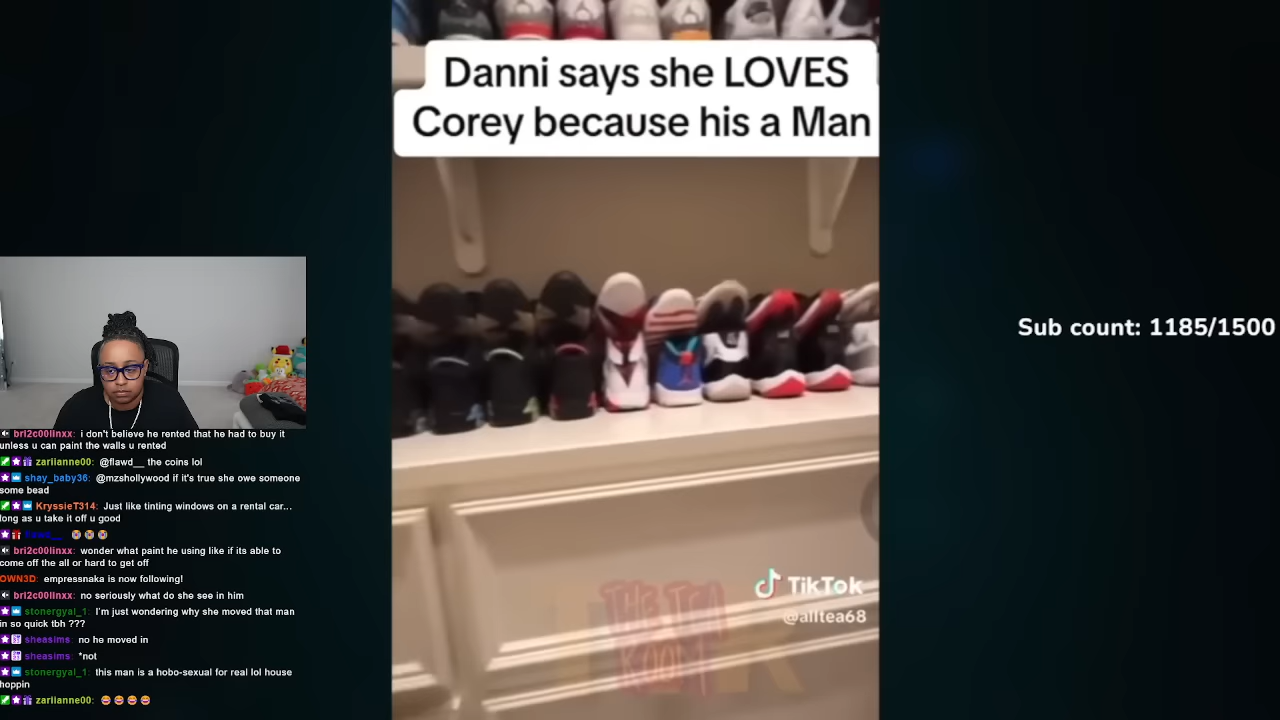 Danni says she LOVES
Corey because his a Man
Sub count: 1185/1500
bri2c00linxx: i don't believe he rented that he had to buy it
unless u can paint the walls u rented
zariianne00: @flawd__ the coins lol
shay_baby36: @mzshollywood if it's true she owe someone
some bead
KryssieT314: Just like tinting windows on a rental car...
long as u take it off u good
bri2c00linxx: wonder what paint he using like if its able to
come off the all or hard to get off
OWN3D: empressnaka is now following!
bri2c00linxx: no seriously what do she see in him
stonergyal_1: I'm just wondering why she moved that man
in so quick tbh ???
sheasims: no he moved in
sheasims: *not
stonergyal_1: this man is a hobo-sexual for real lol house
hoppin
zariianne00:
TikTok
@alltea68
THE TEA
ROOM